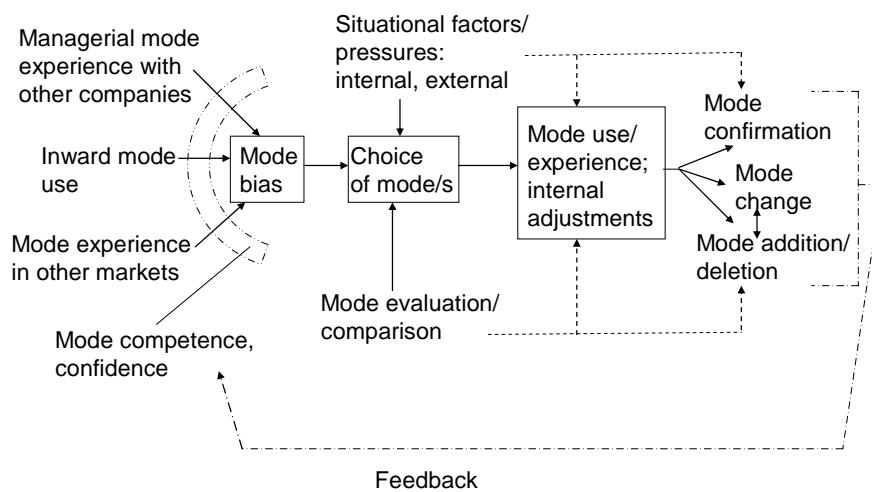 Managerial mode
experience with
other companies
Inward mode
use
Mode experience
in other markets
Mode competence,
confidence
Mode
bias
Situational factors/
pressures:
internal, external
Choice
of mode/s
Mode evaluation/
comparison
Mode use/
experience;
internal
adjustments
Mode
confirmation
Mode
change
Mode addition/
deletion
Feedback